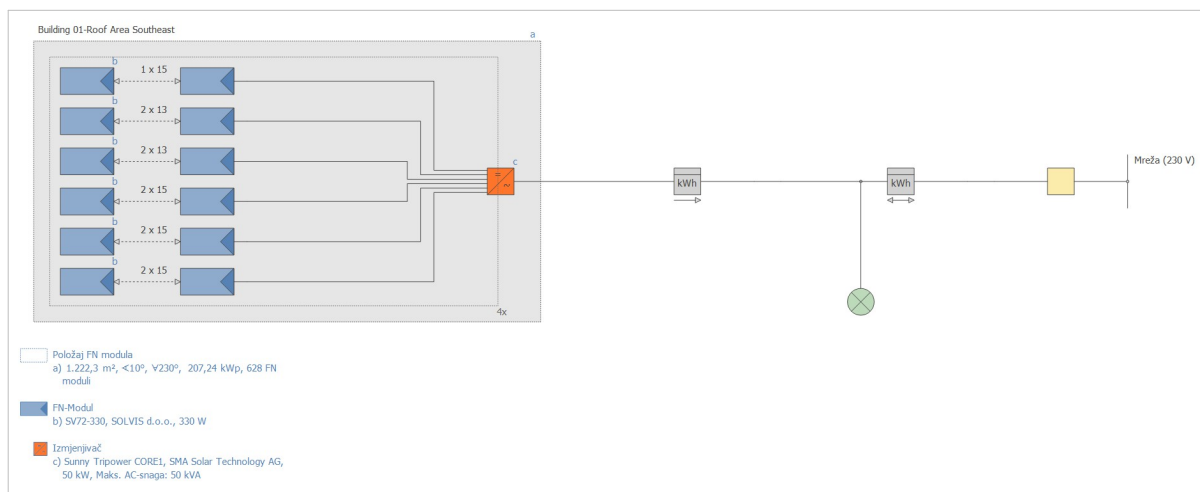 Building 01-Roof Area Southeast
a
b
1 x 15
b
2 x 13
b
2 x 13
b
2 x 15
b
2 x 15
b
2 x 15
c
=
~
4x
kWh
kWh
Mreža (230 V)
Položaj FN modula
a) 1.222,3 m², ∢10°, ∀230°, 207,24 kWp, 628 FN
moduli
FN-Modul
b) SV72-330, SOLVIS d.o.o., 330 W
Izmjenjivač
c) Sunny Tripower CORE1, SMA Solar Technology AG,
50 kW, Maks. AC-snaga: 50 kVA